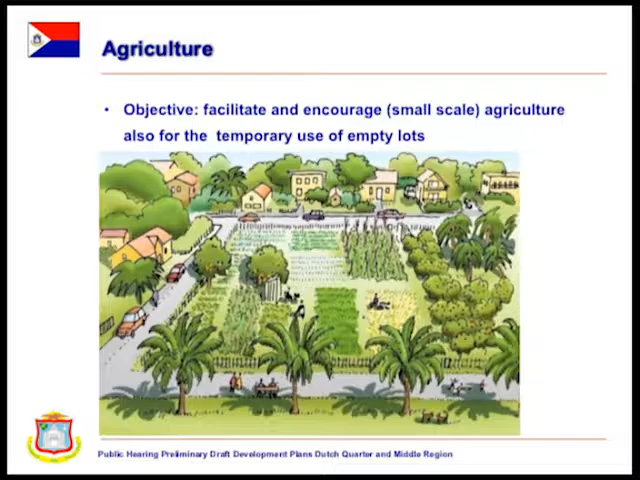 Agriculture
• Objective: facilitate and encourage (small scale) agriculture
also for the temporary use of empty lots
Public Hearing Preliminary Draft Development Plans Dutch Quarter and Middle Region